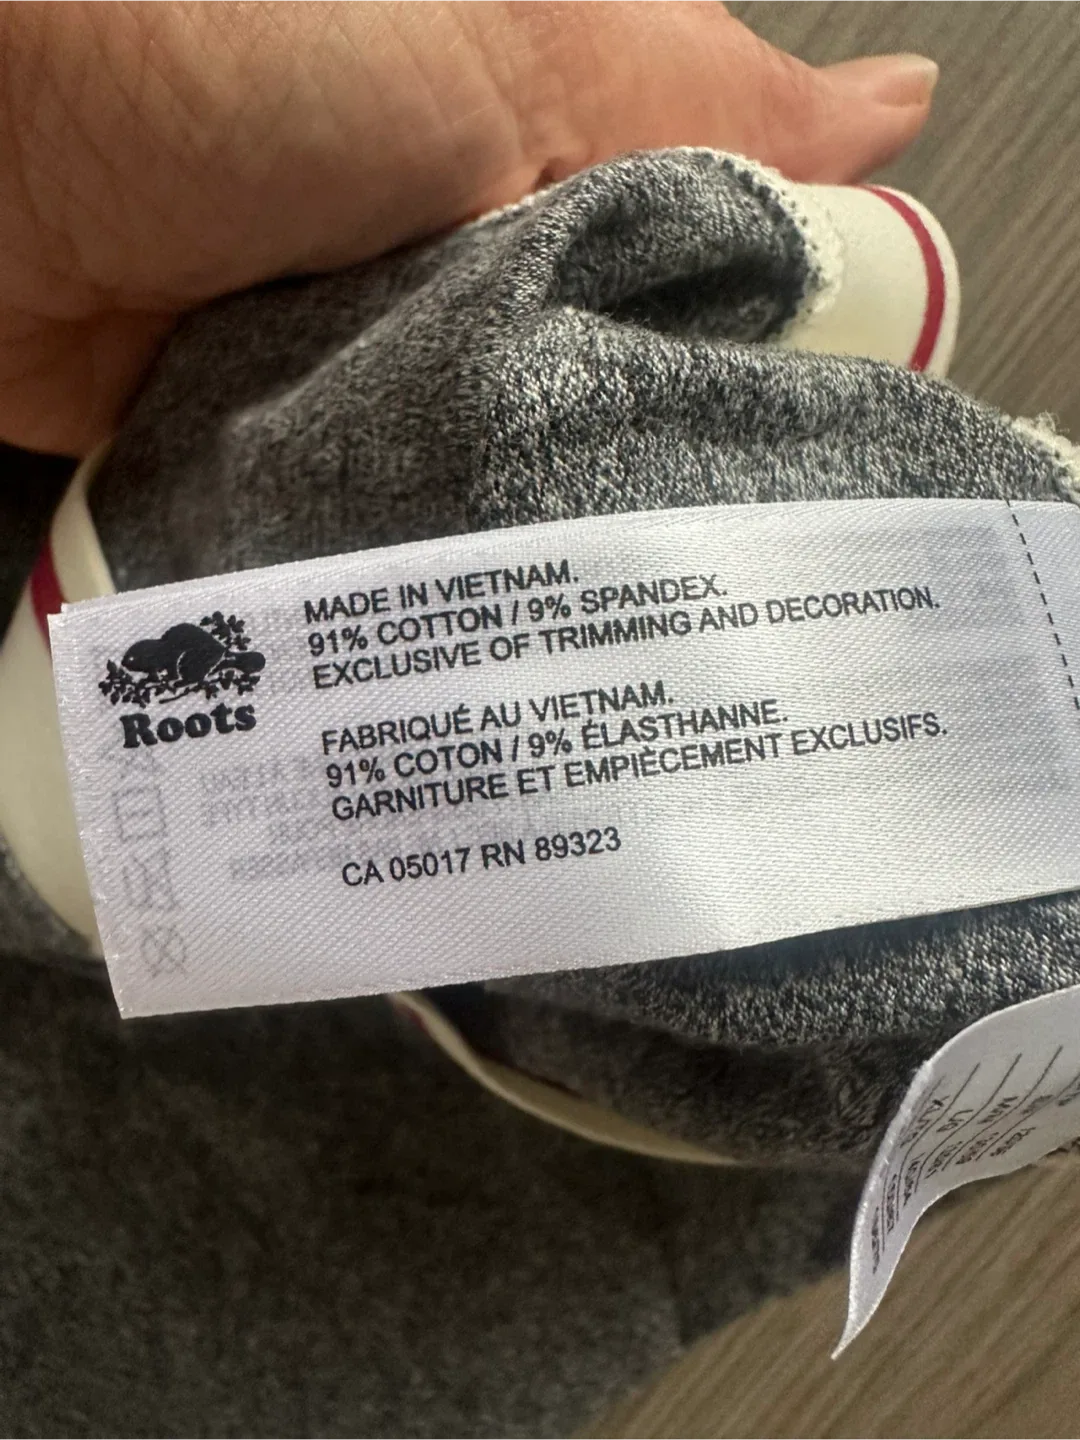 Roots
MADE IN VIETNAM.
91% COTTON / 9% SPANDEX.
EXCLUSIVE OF TRIMMING AND DECORATION.
FABRIQUÉ AU VIETNAM.
91% COTON / 9% ÉLASTHANNE.
GARNITURE ET EMPIÈCEMENT EXCLUSIFS.
CA 05017 RN 89323